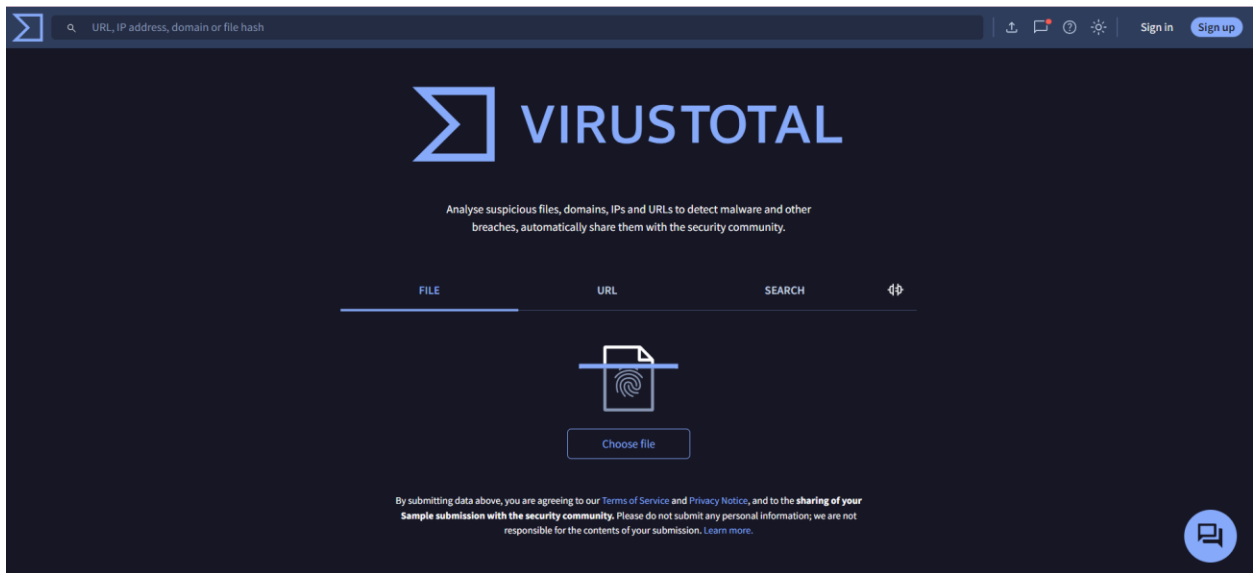 URL, IP address, domain or file hash
Sign in
Sign up
VIRUSTOTAL
Analyse suspicious files, domains, IPs and URLs to detect malware and other
breaches, automatically share them with the security community.
FILE
URL
SEARCH
Choose file
By submitting data above, you are agreeing to our Terms of Service and Privacy Notice, and to the sharing of your
Sample submission with the security community. Please do not submit any personal information; we are not
responsible for the contents of your submission. Learn more.